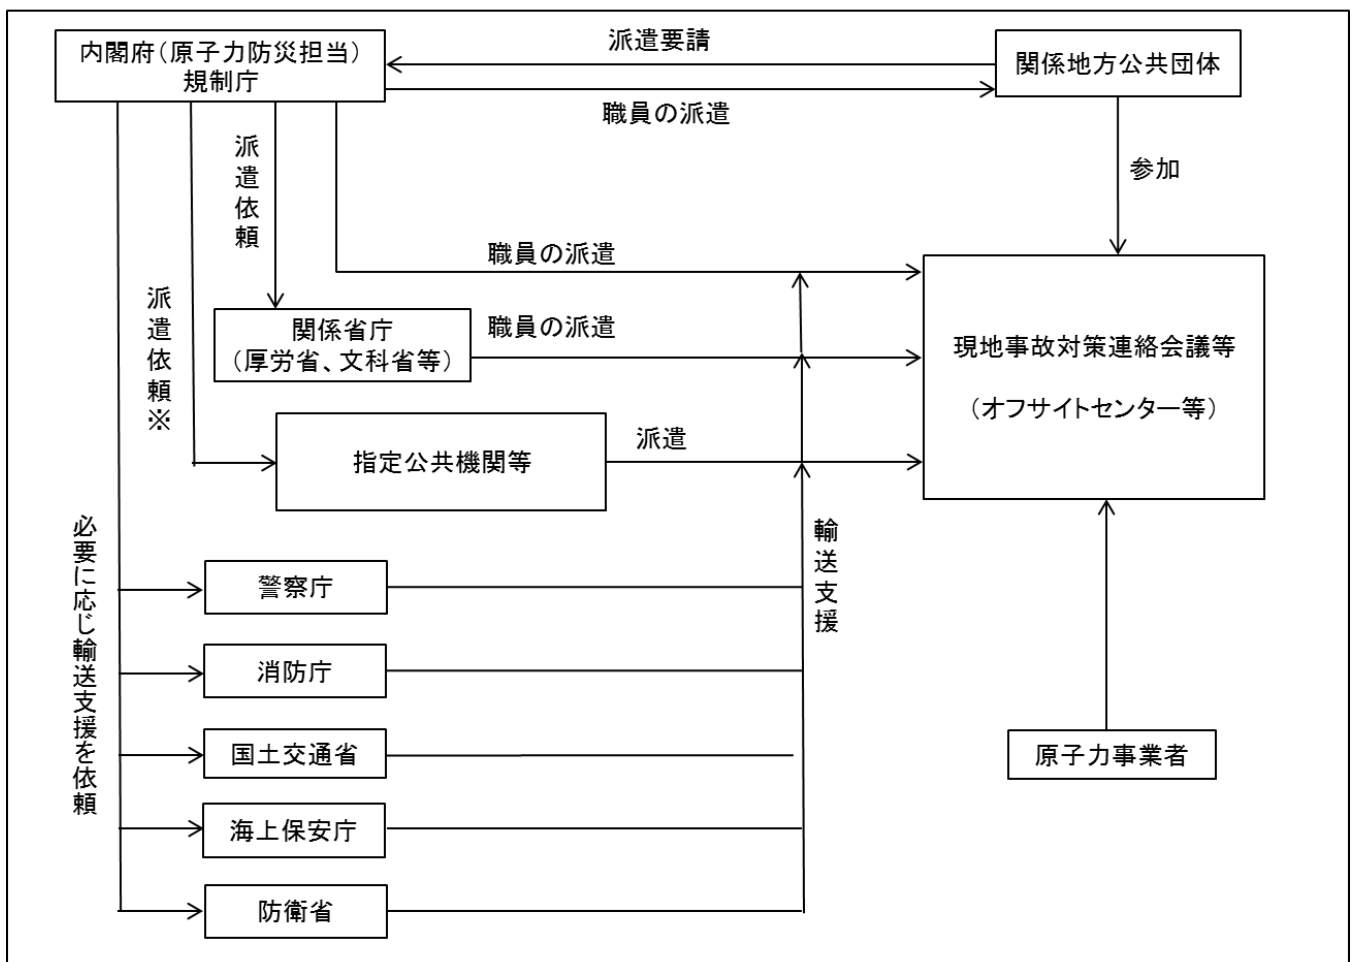 内閣府（原子力防災担当）
規制庁
派遣要請
関係地方公共団体
職員の派遣
派遣依頼
参加
職員の派遣
派遣依頼※
関係省庁
（厚労省、文科省等）
職員の派遣
現地事故対策連絡会議等
（オフサイトセンター等）
指定公共機関等
派遣
必要に応じ輸送支援を依頼
輸送支援
警察庁
消防庁
国土交通省
原子力事業者
海上保安庁
防衛省